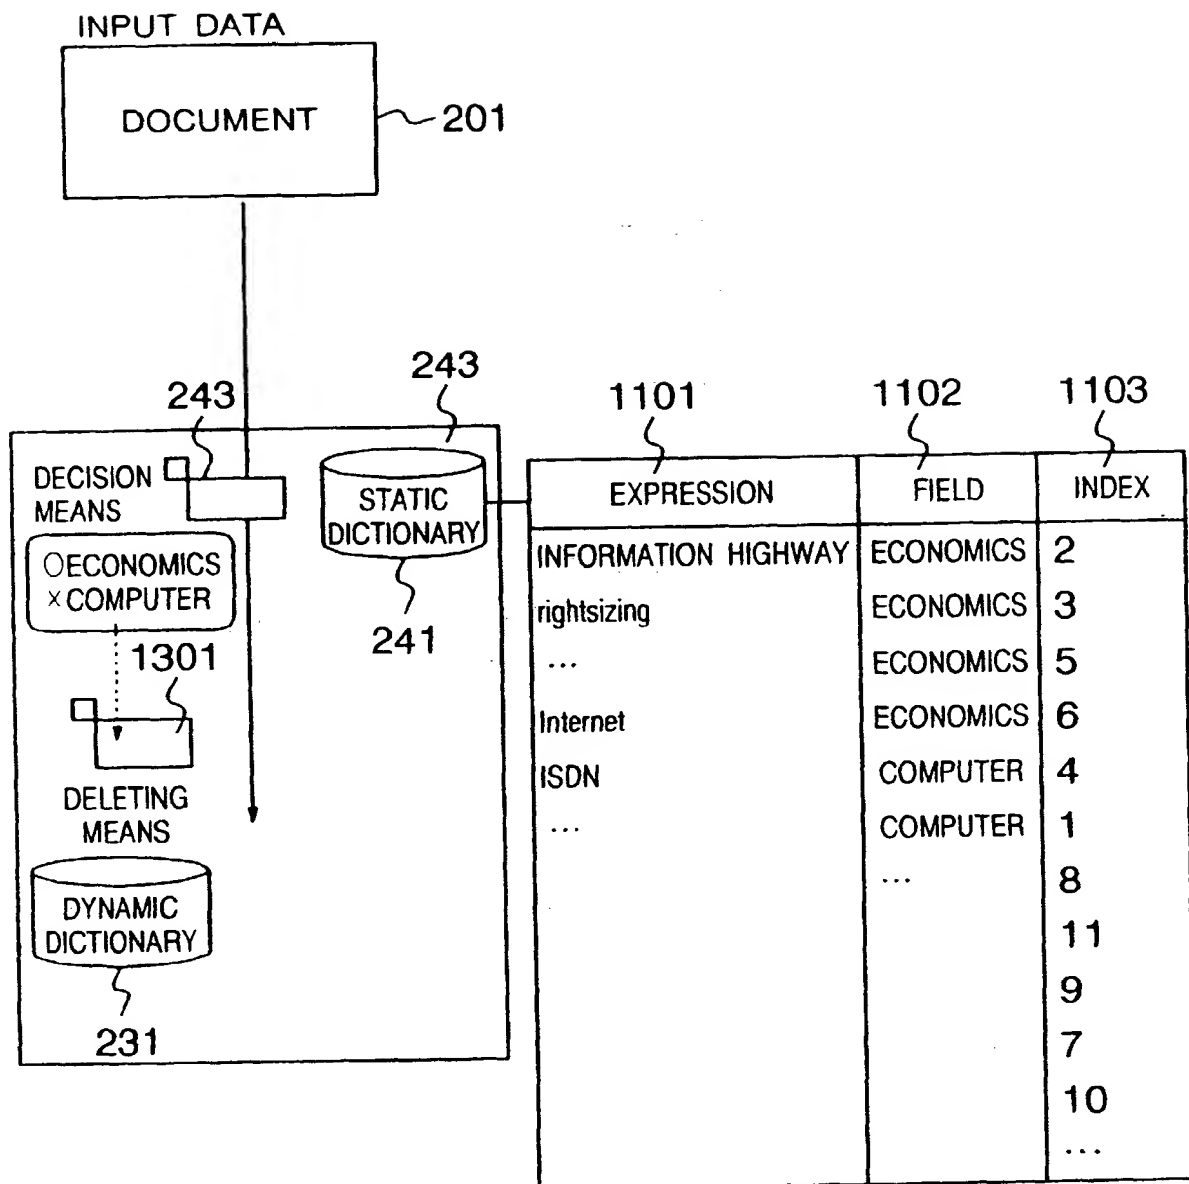 INPUT DATA
DOCUMENT
201
243
DECISION
MEANS
○ECONOMICS
×COMPUTER
1301
DELETING
MEANS
DYNAMIC
DICTIONARY
231
243
STATIC
DICTIONARY
241
1101 1102 1103
EXPRESSION FIELD INDEX
INFORMATION HIGHWAY ECONOMICS 2
rightsizing ECONOMICS 3
... ECONOMICS 5
Internet ECONOMICS 6
ISDN COMPUTER 4
... COMPUTER 1
... 8
11
9
7
10
...